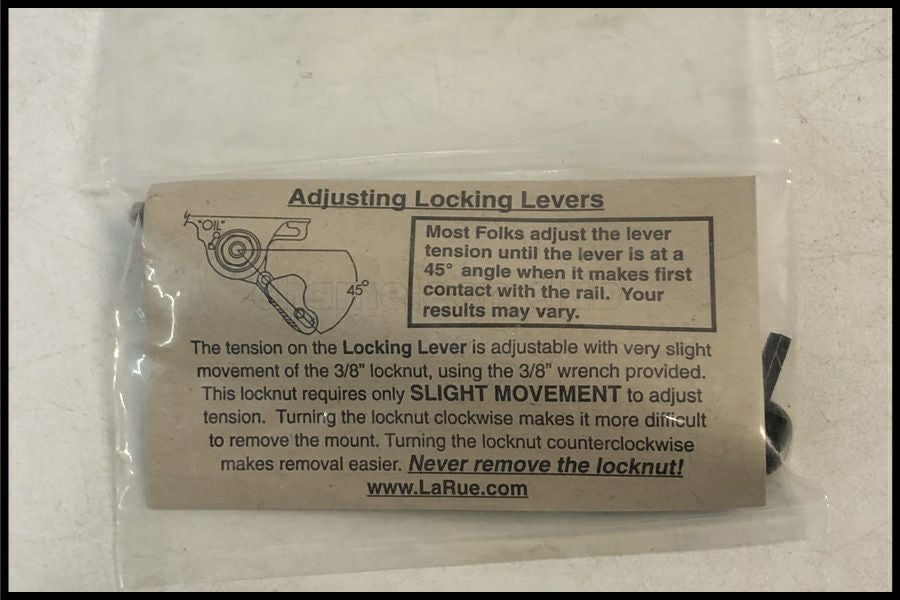 Adjusting Locking Levers
"OIL"
45°
Most Folks adjust the lever
tension until the lever is at a
45° angle when it makes first
contact with the rail. Your
results may vary.
The tension on the Locking Lever is adjustable with very slight
movement of the 3/8" locknut, using the 3/8" wrench provided.
This locknut requires only SLIGHT MOVEMENT to adjust
tension. Turning the locknut clockwise makes it more difficult
to remove the mount. Turning the locknut counterclockwise
makes removal easier. Never remove the locknut!
www.LaRue.com